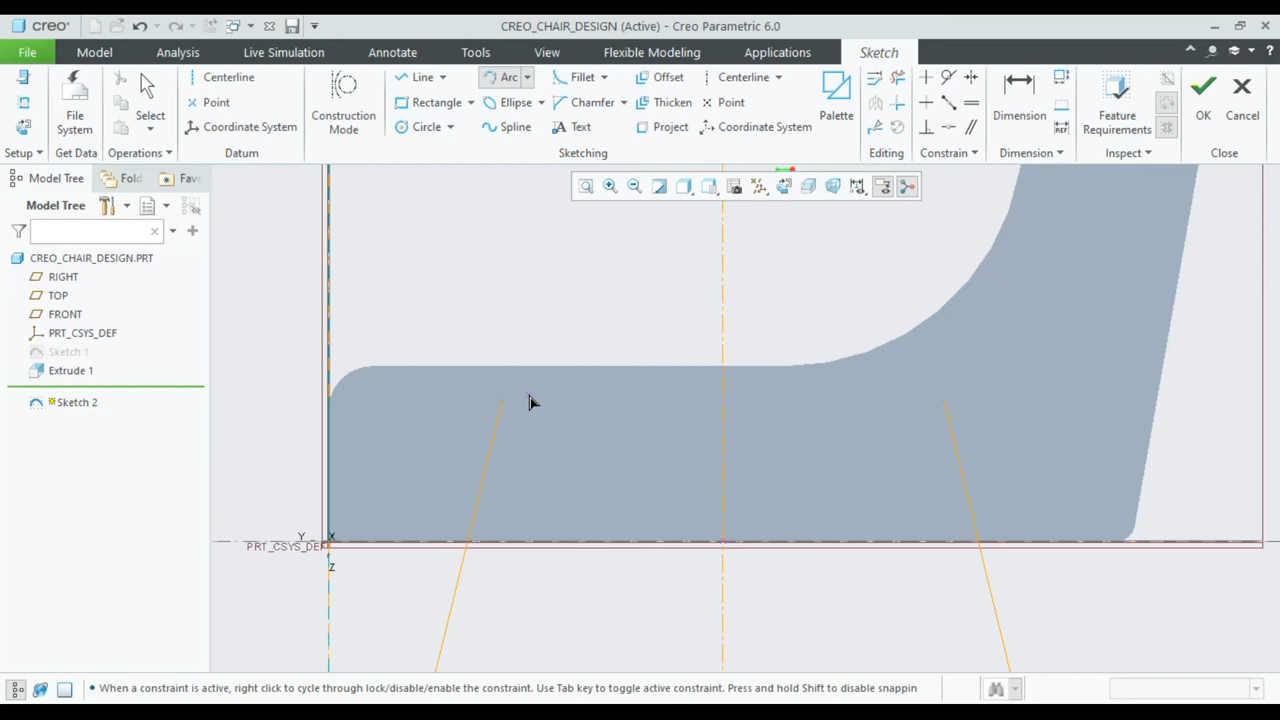 creo
CREO_CHAIR_DESIGN (Active) - Creo Parametric 6.0
File Model Analysis Live Simulation Annotate Tools View Flexible Modeling Applications Sketch
Centerline Line Arc Fillet Offset Centerline
Point Rectangle Ellipse Chamfer Thicken Point
Coordinate System Circle Spline Text Project Coordinate System
File System
Select
Construction Mode
Palette
Dimension
Feature Requirements
OK Cancel
Setup Get Data Operations Datum Sketching Editing Constrain Dimension Inspect Close
Model Tree Fold Fav
Model Tree
CREO_CHAIR_DESIGN.PRT
RIGHT
TOP
FRONT
PRT_CSYS_DEF
Sketch 1
Extrude 1
Sketch 2
Y X
PRT_CSYS_DEF
Z
• When a constraint is active, right click to cycle through lock/disable/enable the constraint. Use Tab key to toggle active constraint. Press and hold Shift to disable snappin